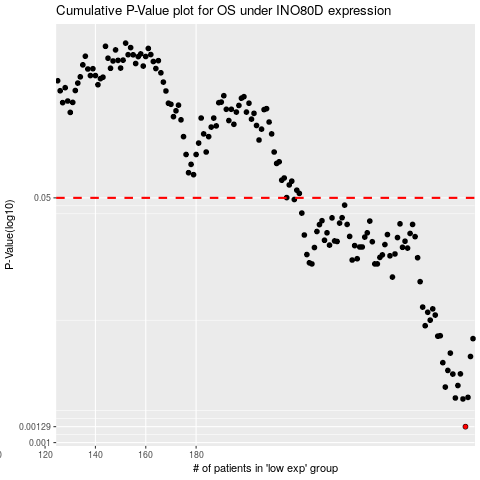 Cumulative P-Value plot for OS under INO80D expression
P-Value(log10)
0.05
0.00129
0.001
0
120
140
160
180
# of patients in 'low exp' group